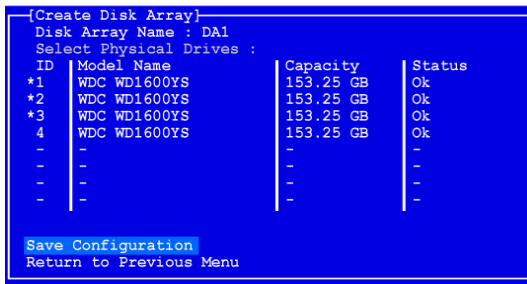 [Create Disk Array]
Disk Array Name : DA1
Select Physical Drives :
ID Model Name Capacity Status
*1 WDC WD1600YS 153.25 GB Ok
*2 WDC WD1600YS 153.25 GB Ok
*3 WDC WD1600YS 153.25 GB Ok
4 WDC WD1600YS 153.25 GB Ok
- - - -
- - - -
- - - -
- - - -
Save Configuration
Return to Previous Menu